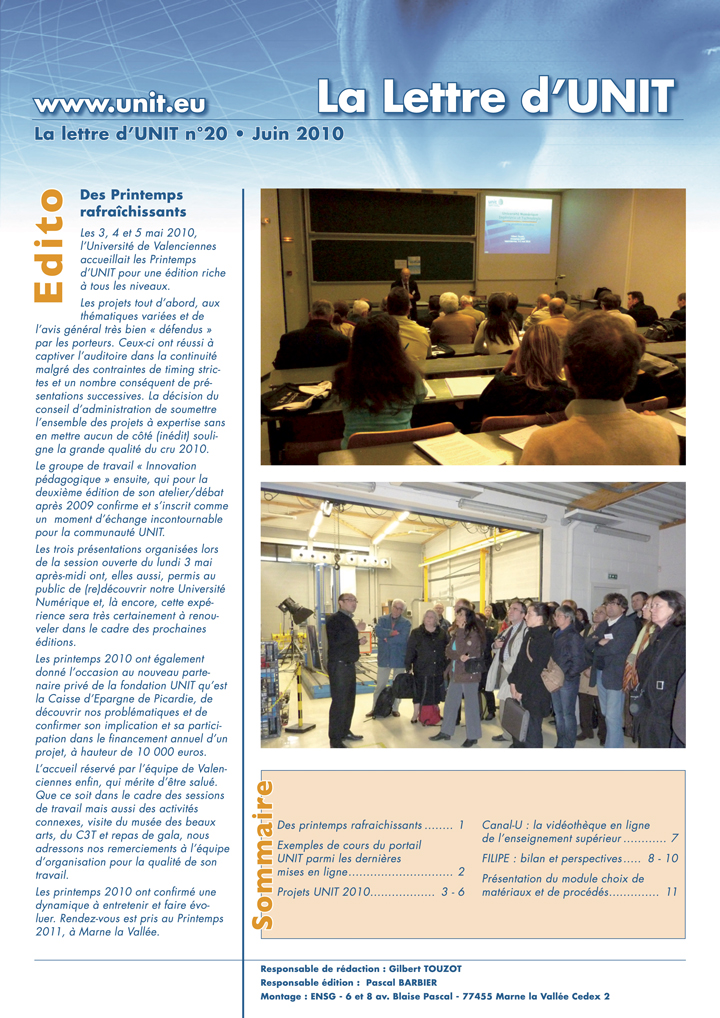 www.unit.eu
La Lettre d’UNIT
La lettre d’UNIT n°20 • Juin 2010
Edito
Des Printemps
rafraîchissants
Les 3, 4 et 5 mai 2010,
l’Université de Valenciennes
accueillait les Printemps
d’UNIT pour une édition riche
à tous les niveaux.
Les projets tout d’abord, aux
thématiques variées et de
l’avis général très bien « défendus »
par les porteurs. Ceux-ci ont réussi à
captiver l’auditoire dans la continuité
malgré des contraintes de timing stric-
tes et un nombre conséquent de pré-
sentations successives. La décision du
conseil d’administration de soumettre
l’ensemble des projets à expertise sans
en mettre aucun de côté (inédit) souli-
gne la grande qualité du cru 2010.
Le groupe de travail « Innovation
pédagogique » ensuite, qui pour la
deuxième édition de son atelier/débat
après 2009 confirme et s’inscrit comme
un moment d’échange incontournable
pour la communauté UNIT.
Les trois présentations organisées lors
de la session ouverte du lundi 3 mai
après-midi ont, elles aussi, permis au
public de (re)découvrir notre Université
Numérique et, là encore, cette expé-
rience sera très certainement à renou-
veler dans le cadre des prochaines
éditions.
Les printemps 2010 ont également
donné l’occasion au nouveau parte-
naire privé de la fondation UNIT qu’est
la Caisse d’Epargne de Picardie, de
découvrir nos problématiques et de
confirmer son implication et sa partici-
pation dans le financement annuel d’un
projet, à hauteur de 10 000 euros.
L’accueil réservé par l’équipe de Valen-
ciennes enfin, qui mérite d’être salué.
Que ce soit dans le cadre des sessions
de travail mais aussi des activités
connexes, visite du musée des beaux
arts, du C3T et repas de gala, nous
adressons nos remerciements à l’équipe
d’organisation pour la qualité de son
travail.
Les printemps 2010 ont confirmé une
dynamique à entretenir et faire évo-
luer. Rendez-vous est pris au Printemps
2011, à Marne la Vallée.
Sommaire
Des printemps rafraichissants ........ 1
Exemples de cours du portail
UNIT parmi les dernières
mises en ligne............................ 2
Projets UNIT 2010.................. 3 - 6
Canal-U : la vidéothèque en ligne
de l’enseignement supérieur ............ 7
FILIPE : bilan et perspectives ..... 8 - 10
Présentation du module choix de
matériaux et de procédés.............. 11
Responsable de rédaction : Gilbert TOUZOT
Responsable édition : Pascal BARBIER
Montage : ENSG - 6 et 8 av. Blaise Pascal - 77455 Marne la Vallée Cedex 2